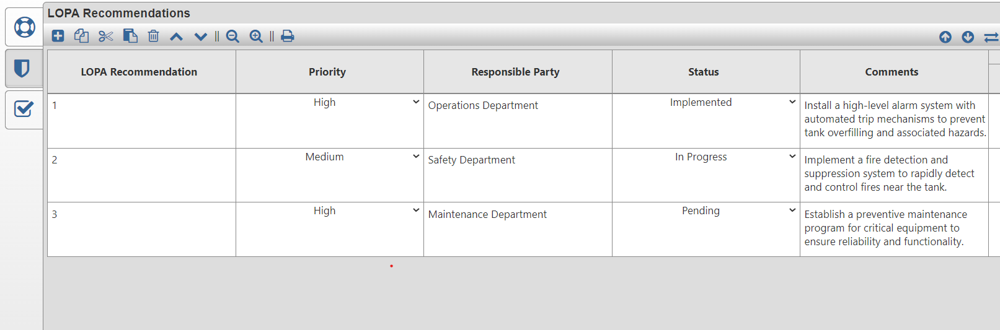 LOPA Recommendations
LOPA Recommendation Priority Responsible Party Status Comments
1 High Operations Department Implemented Install a high-level alarm system with
automated trip mechanisms to prevent
tank overfilling and associated hazards.
2 Medium Safety Department In Progress Implement a fire detection and
suppression system to rapidly detect
and control fires near the tank.
3 High Maintenance Department Pending Establish a preventive maintenance
program for critical equipment to
ensure reliability and functionality.